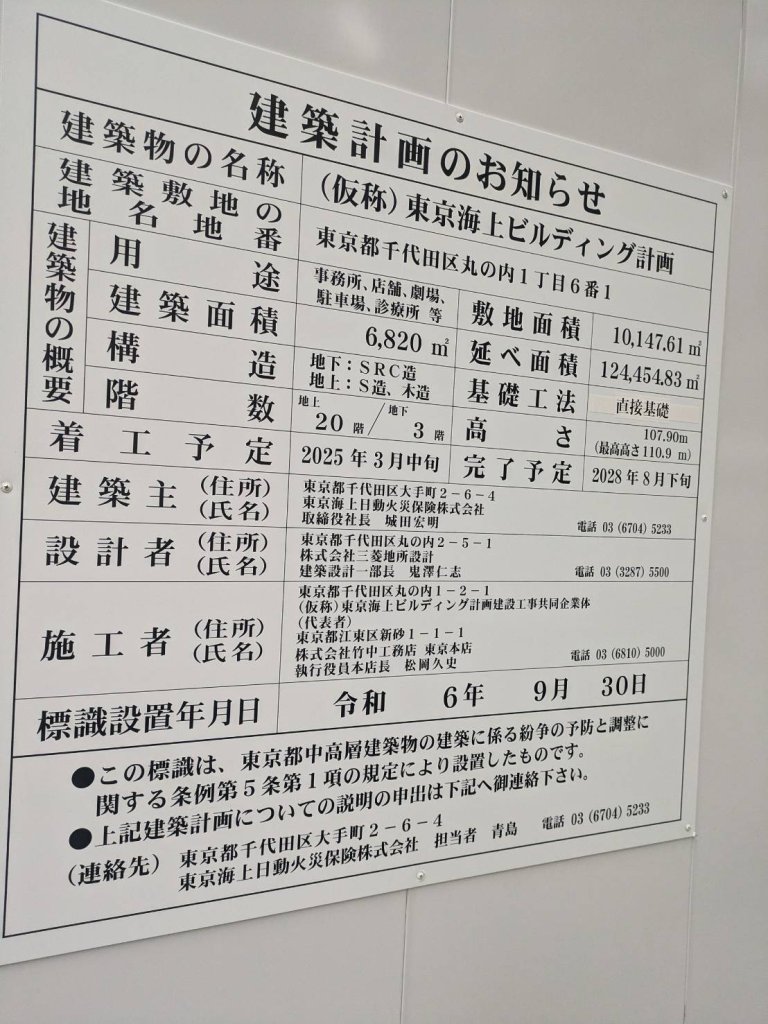 建築計画のお知らせ
建築物の名称
(仮称)東京海上ビルディング計画
建築敷地の
地名地番
東京都千代田区丸の内1丁目6番1
建築物の概要
用途
事務所、店舗、劇場、
駐車場、診療所 等
敷地面積
10,147.61㎡
建築面積
6,820㎡
延べ面積
124,454.83㎡
構造
地下:SRC造
地上:S造、木造
基礎工法
直接基礎
階数
地上 20階/地下 3階
高さ
107.90m
(最高高さ110.9 m)
着工予定
2025年3月中旬
完了予定
2028年8月下旬
建築主
(住所)
(氏名)
東京都千代田区大手町2-6-4
東京海上日動火災保険株式会社
取締役社長 城田宏明
電話 03 (6704) 5233
設計者
(住所)
(氏名)
東京都千代田区丸の内2-5-1
株式会社三菱地所設計
建築設計一部長 鬼澤仁志
電話 03 (3287) 5500
施工者
(住所)
(氏名)
東京都千代田区丸の内1-2-1
(仮称)東京海上ビルディング計画建設工事共同企業体
(代表者)
東京都江東区新砂1-1-1
株式会社竹中工務店 東京本店
執行役員本店長 松岡久史
電話 03 (6810) 5000
標識設置年月日
令和 6年 9月 30日
●この標識は、東京都中高層建築物の建築に係る紛争の予防と調整に
関する条例第5条第1項の規定により設置したものです。
●上記建築計画についての説明の申出は下記へ御連絡下さい。
(連絡先) 東京都千代田区大手町2-6-4
東京海上日動火災保険株式会社 担当者 青島 電話 03 (6704) 5233